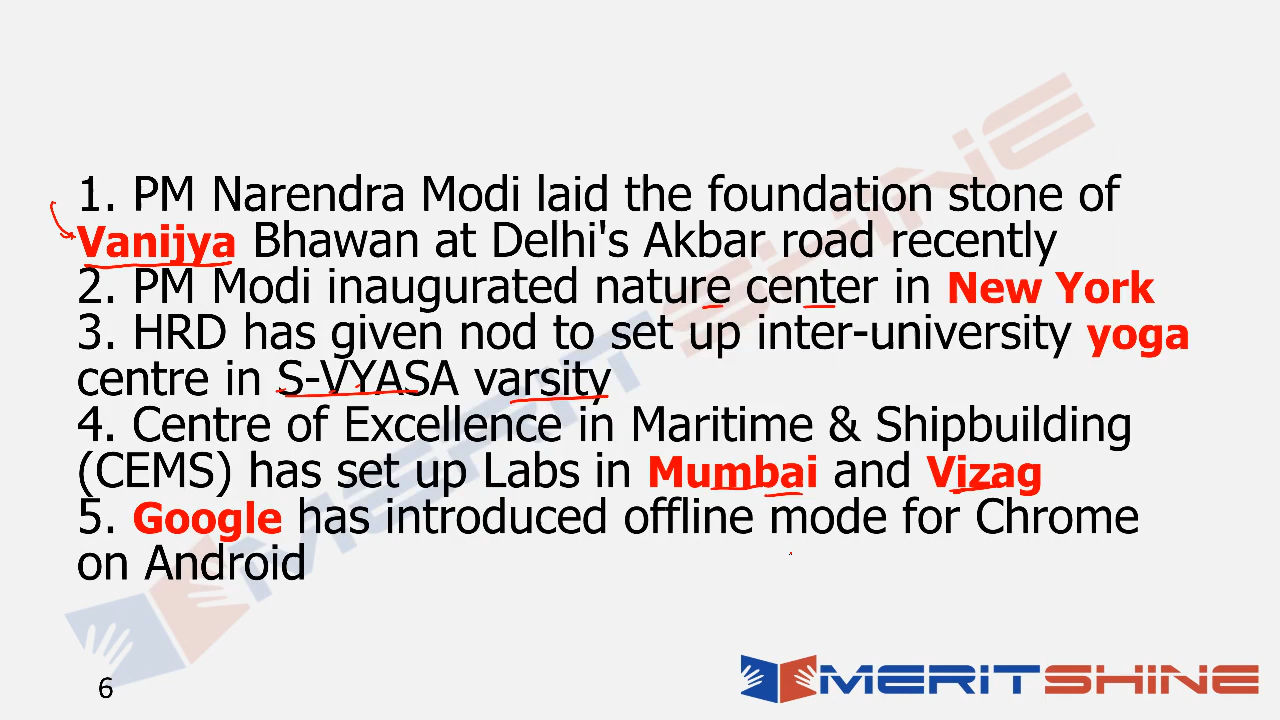 1. PM Narendra Modi laid the foundation stone of
Vanijya Bhawan at Delhi's Akbar road recently
2. PM Modi inaugurated nature center in New York
3. HRD has given nod to set up inter-university yoga
centre in S-VYASA varsity
4. Centre of Excellence in Maritime & Shipbuilding
(CEMS) has set up Labs in Mumbai and Vizag
5. Google has introduced offline mode for Chrome
on Android
MERITSHINE
6
MERITSHINE